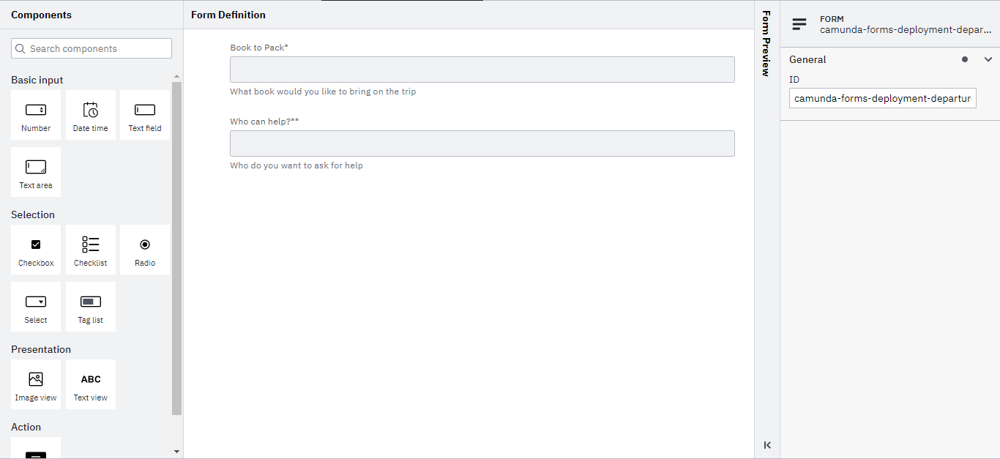 Components
Search components
Basic input
Number
Date time
Text field
Text area
Selection
Checkbox
Checklist
Radio
Select
Tag list
Presentation
Image view
ABC
Text view
Action
Form Definition
Book to Pack*
What book would you like to bring on the trip
Who can help?**
Who do you want to ask for help
Form Preview
FORM
camunda-forms-deployment-depar...
General
ID
camunda-forms-deployment-departur